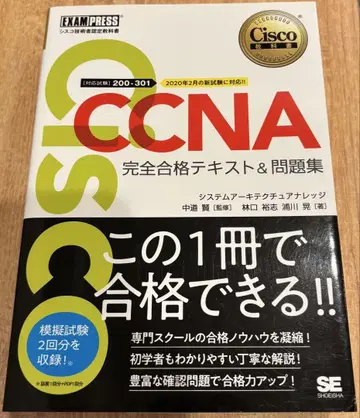 EXAMPRESS®
シスコ技術者認定教科書
Cisco
教科書
[対応試験] 200-301
2020年2月の新試験に対応!!
Cisco
CCNA
完全合格テキスト&問題集
システムアーキテクチュアナレッジ
中道 賢[監修] 林口 裕志 浦川 晃[著]
この1冊で
合格できる!!
模擬試験
2回分を
収録!※
専門スクールの合格ノウハウを凝縮!
初学者もわかりやすい丁寧な解説!
豊富な確認問題で合格力アップ!
SE
SHOEISHA